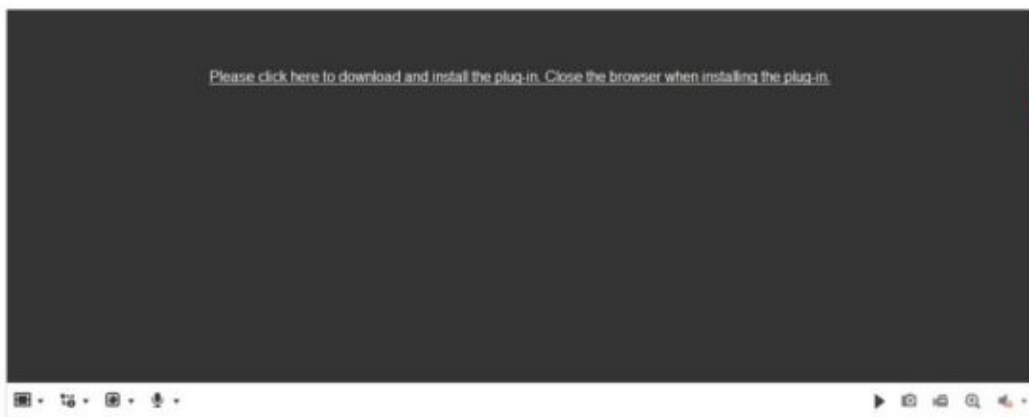 Please click here to download and install the plug-in. Close the browser when installing the plug-in.